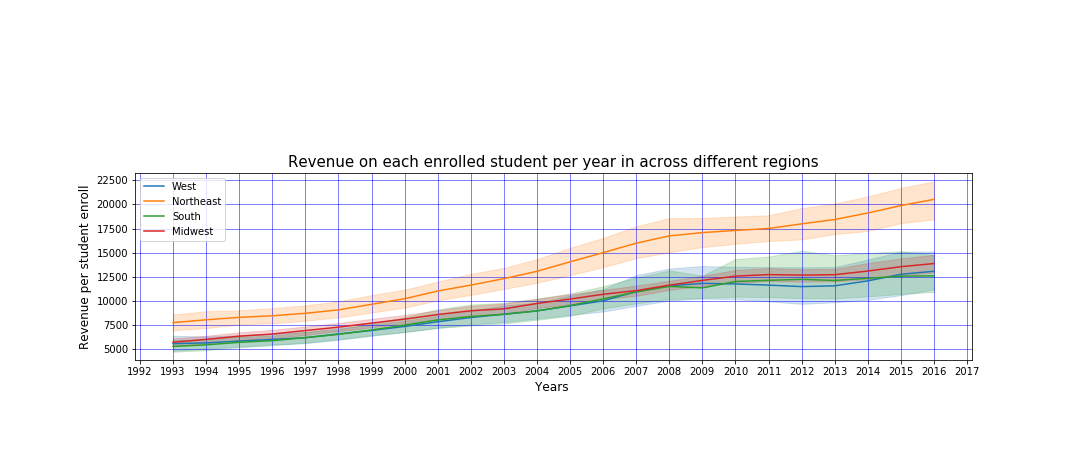 Revenue on each enrolled student per year in across different regions
Revenue per student enroll
22500
20000
17500
15000
12500
10000
7500
5000
West
Northeast
South
Midwest
1992 1993 1994 1995 1996 1997 1998 1999 2000 2001 2002 2003 2004 2005 2006 2007 2008 2009 2010 2011 2012 2013 2014 2015 2016 2017
Years